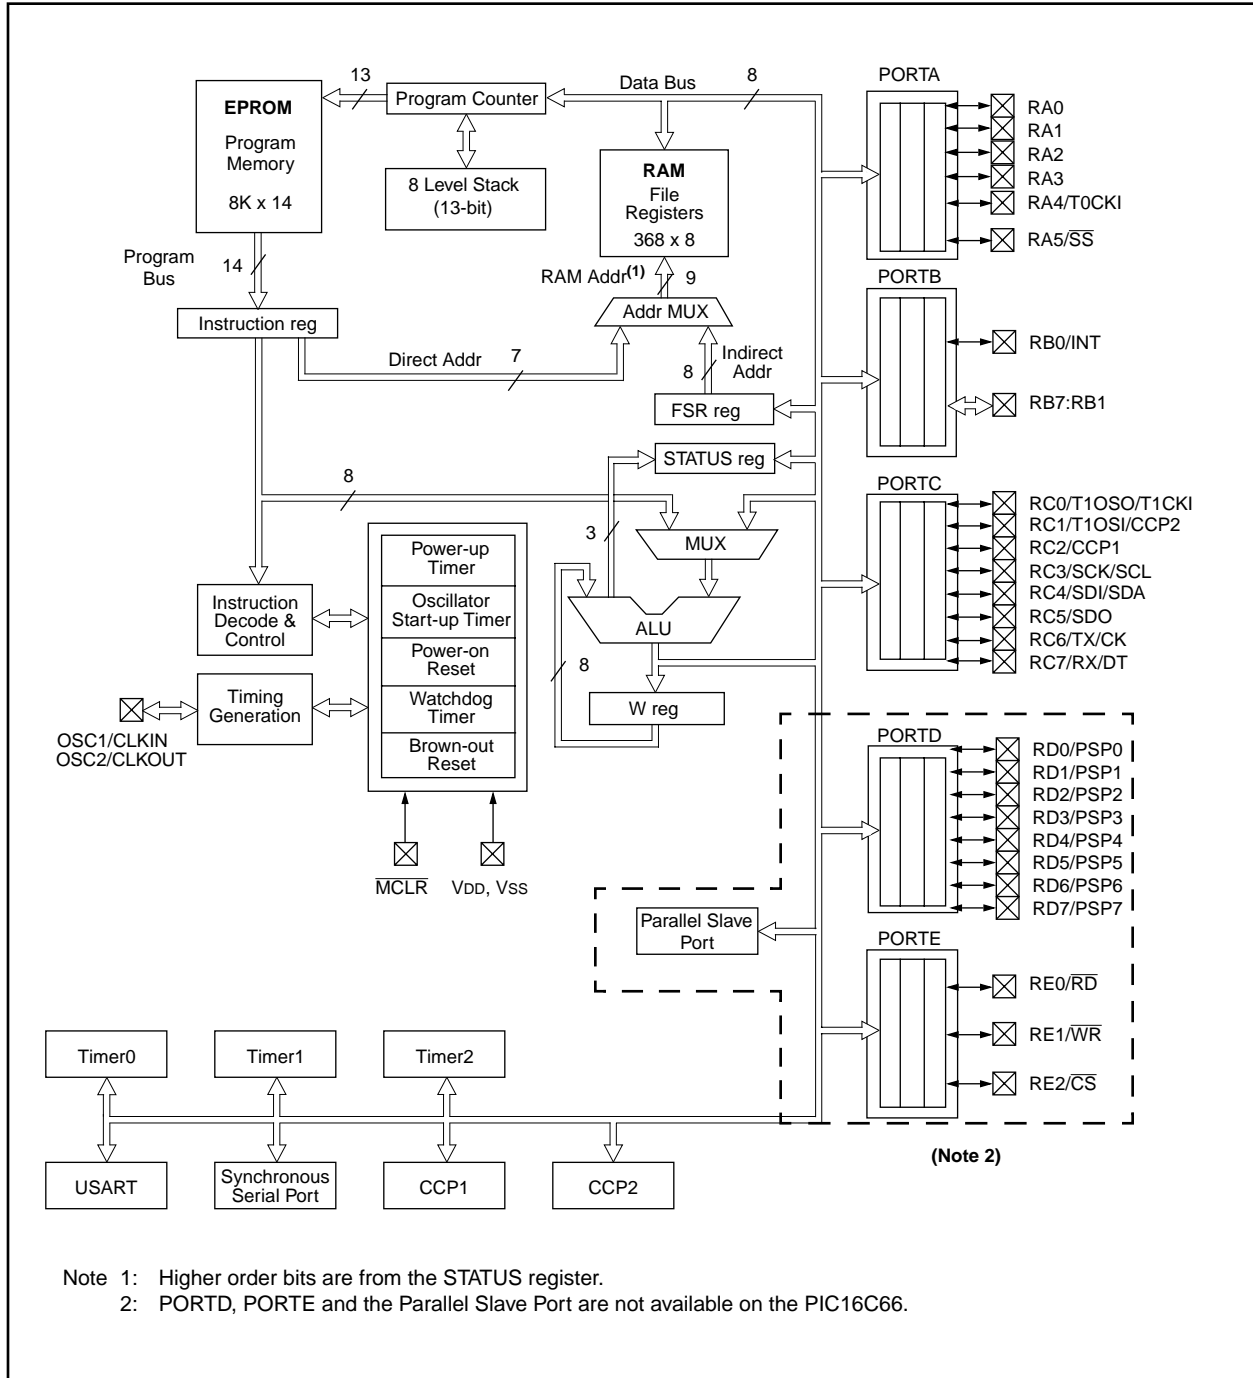 EPROM
Program
Memory
8K x 14
13
Program Counter
Data Bus
8
8 Level Stack
(13-bit)
RAM
File
Registers
368 x 8
Program
Bus
14
RAM Addr(1)
9
Addr MUX
Instruction reg
Direct Addr
7
8
Indirect
Addr
FSR reg
STATUS reg
8
3
MUX
ALU
8
W reg
Power-up
Timer
Oscillator
Start-up Timer
Power-on
Reset
Watchdog
Timer
Brown-out
Reset
Instruction
Decode &
Control
Timing
Generation
OSC1/CLKIN
OSC2/CLKOUT
MCLR
VDD, VSS
PORTA
RA0
RA1
RA2
RA3
RA4/T0CKI
RA5/SS
PORTB
RB0/INT
RB7:RB1
PORTC
RC0/T1OSO/T1CKI
RC1/T1OSI/CCP2
RC2/CCP1
RC3/SCK/SCL
RC4/SDI/SDA
RC5/SDO
RC6/TX/CK
RC7/RX/DT
PORTD
RD0/PSP0
RD1/PSP1
RD2/PSP2
RD3/PSP3
RD4/PSP4
RD5/PSP5
RD6/PSP6
RD7/PSP7
Parallel Slave
Port
PORTE
RE0/RD
RE1/WR
RE2/CS
(Note 2)
Timer0
Timer1
Timer2
USART
Synchronous
Serial Port
CCP1
CCP2
Note 1: Higher order bits are from the STATUS register.
2: PORTD, PORTE and the Parallel Slave Port are not available on the PIC16C66.